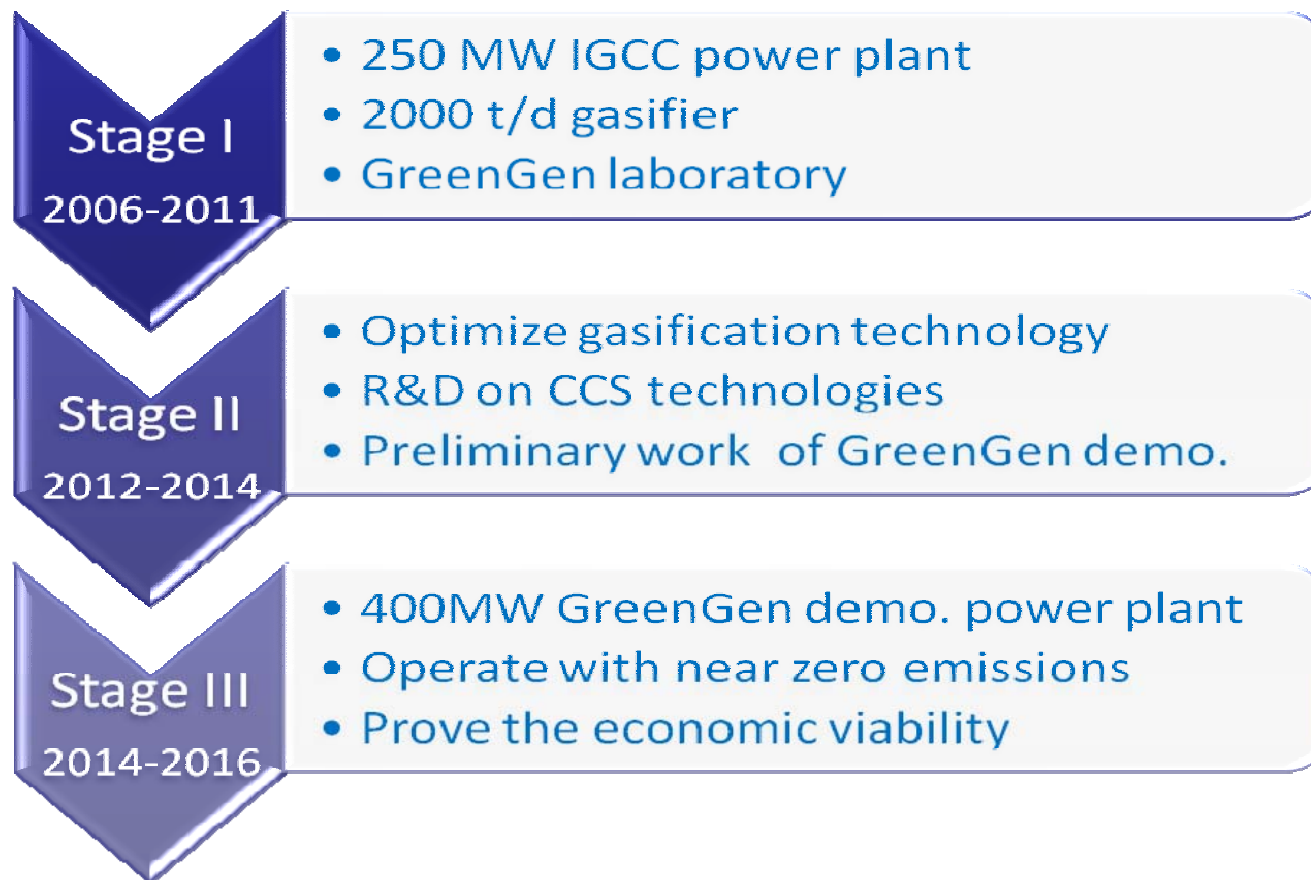 Stage I
2006-2011
• 250 MW IGCC power plant
• 2000 t/d gasifier
• GreenGen laboratory
Stage II
2012-2014
• Optimize gasification technology
• R&D on CCS technologies
• Preliminary work of GreenGen demo.
Stage III
2014-2016
• 400MW GreenGen demo. power plant
• Operate with near zero emissions
• Prove the economic viability